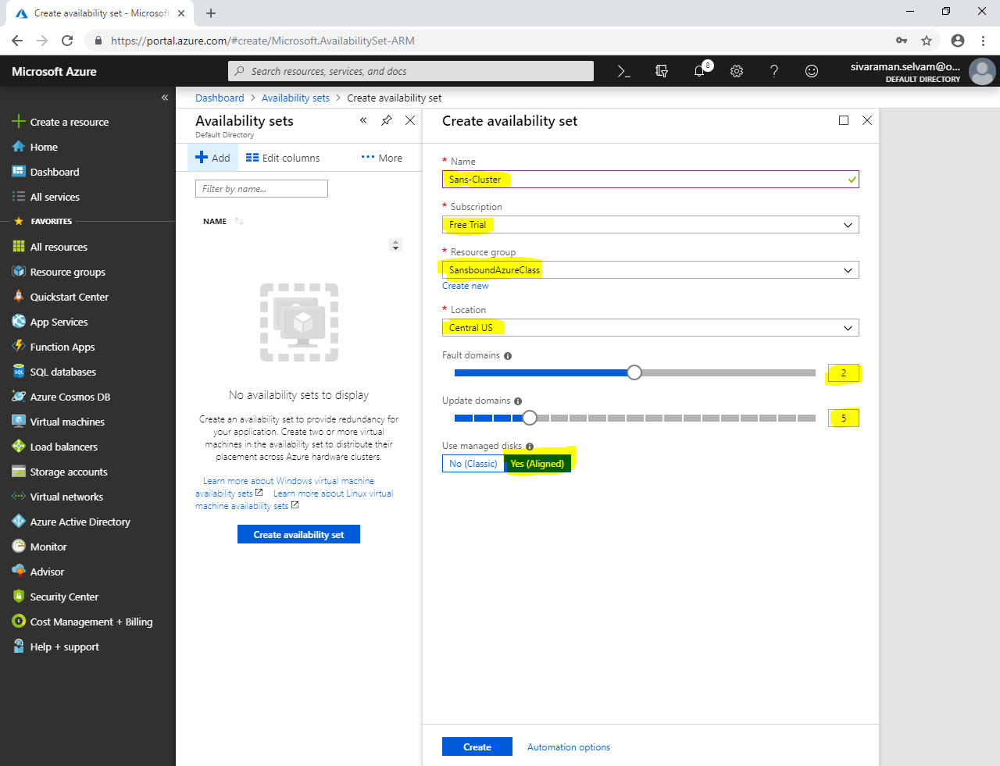 Create availability set - Microsoft
https://portal.azure.com/#create/Microsoft.AvailabilitySet-ARM
Microsoft Azure
Search resources, services, and docs
8
sivaraman.selvam@o...
DEFAULT DIRECTORY
Create a resource
Home
Dashboard
All services
FAVORITES
All resources
Resource groups
Quickstart Center
App Services
Function Apps
SQL databases
Azure Cosmos DB
Virtual machines
Load balancers
Storage accounts
Virtual networks
Azure Active Directory
Monitor
Advisor
Security Center
Cost Management + Billing
Help + support
Dashboard > Availability sets > Create availability set
Availability sets
Default Directory
Add
Edit columns
More
Filter by name...
NAME
No availability sets to display
Create an availability set to provide redundancy for
your application. Create two or more virtual
machines in the availability set to distribute their
placement across Azure hardware clusters.
Learn more about Windows virtual machine
availability sets Learn more about Linux virtual
machine availability sets
Create availability set
Create availability set
* Name
Sans-Cluster
* Subscription
Free Trial
* Resource group
SansboundAzureClass
Create new
* Location
Central US
Fault domains
2
Update domains
5
Use managed disks
No (Classic) Yes (Aligned)
Create
Automation options